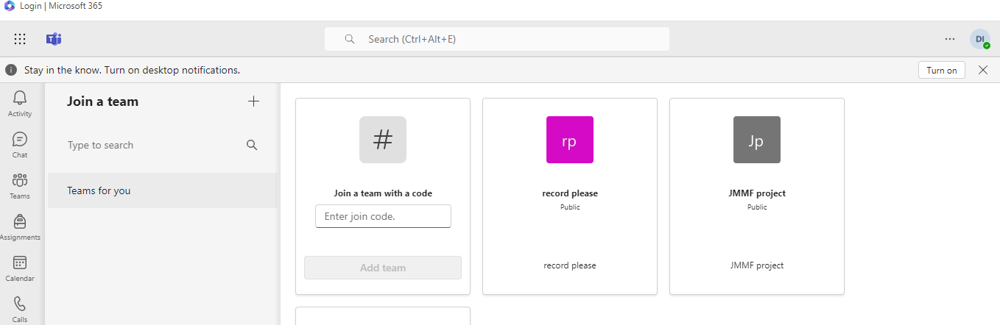 Login | Microsoft 365
Search (Ctrl+Alt+E)
DI
Stay in the know. Turn on desktop notifications.
Turn on
Activity
Chat
Teams
Assignments
Calendar
Calls
Join a team
Type to search
Teams for you
#
Join a team with a code
Enter join code.
Add team
rp
record please
Public
record please
Jp
JMMF project
Public
JMMF project